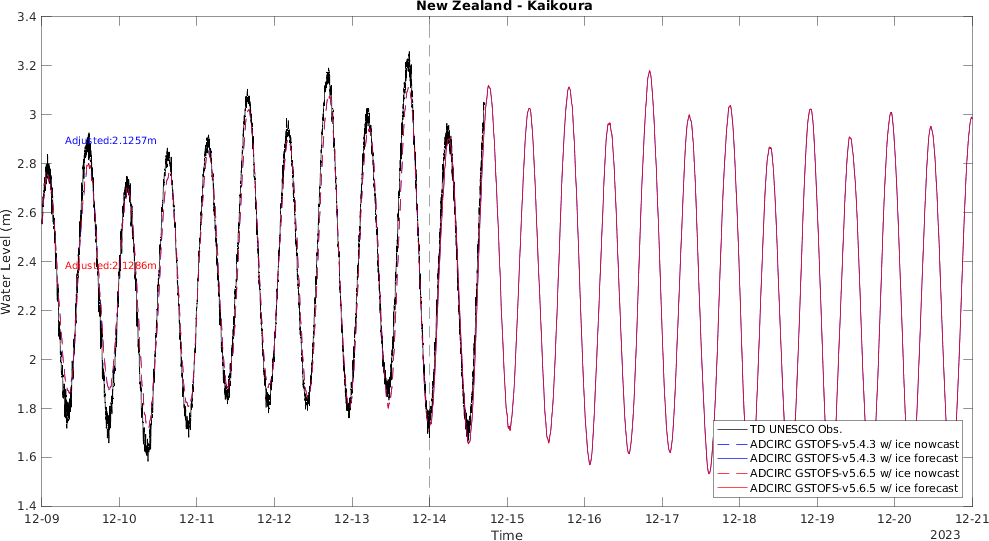 New Zealand - Kaikoura
3.4
3.2
3
2.8
2.6
2.4
2.2
2
1.8
1.6
1.4
Water Level (m)
Adjusted:2.1257m
Adjusted:2.1286m
TD UNESCO Obs.
ADCIRC GSTOFS-v5.4.3 w/ ice nowcast
ADCIRC GSTOFS-v5.4.3 w/ ice forecast
ADCIRC GSTOFS-v5.6.5 w/ ice nowcast
ADCIRC GSTOFS-v5.6.5 w/ ice forecast
12-09 12-10 12-11 12-12 12-13 12-14 12-15 12-16 12-17 12-18 12-19 12-20 12-21
Time
2023